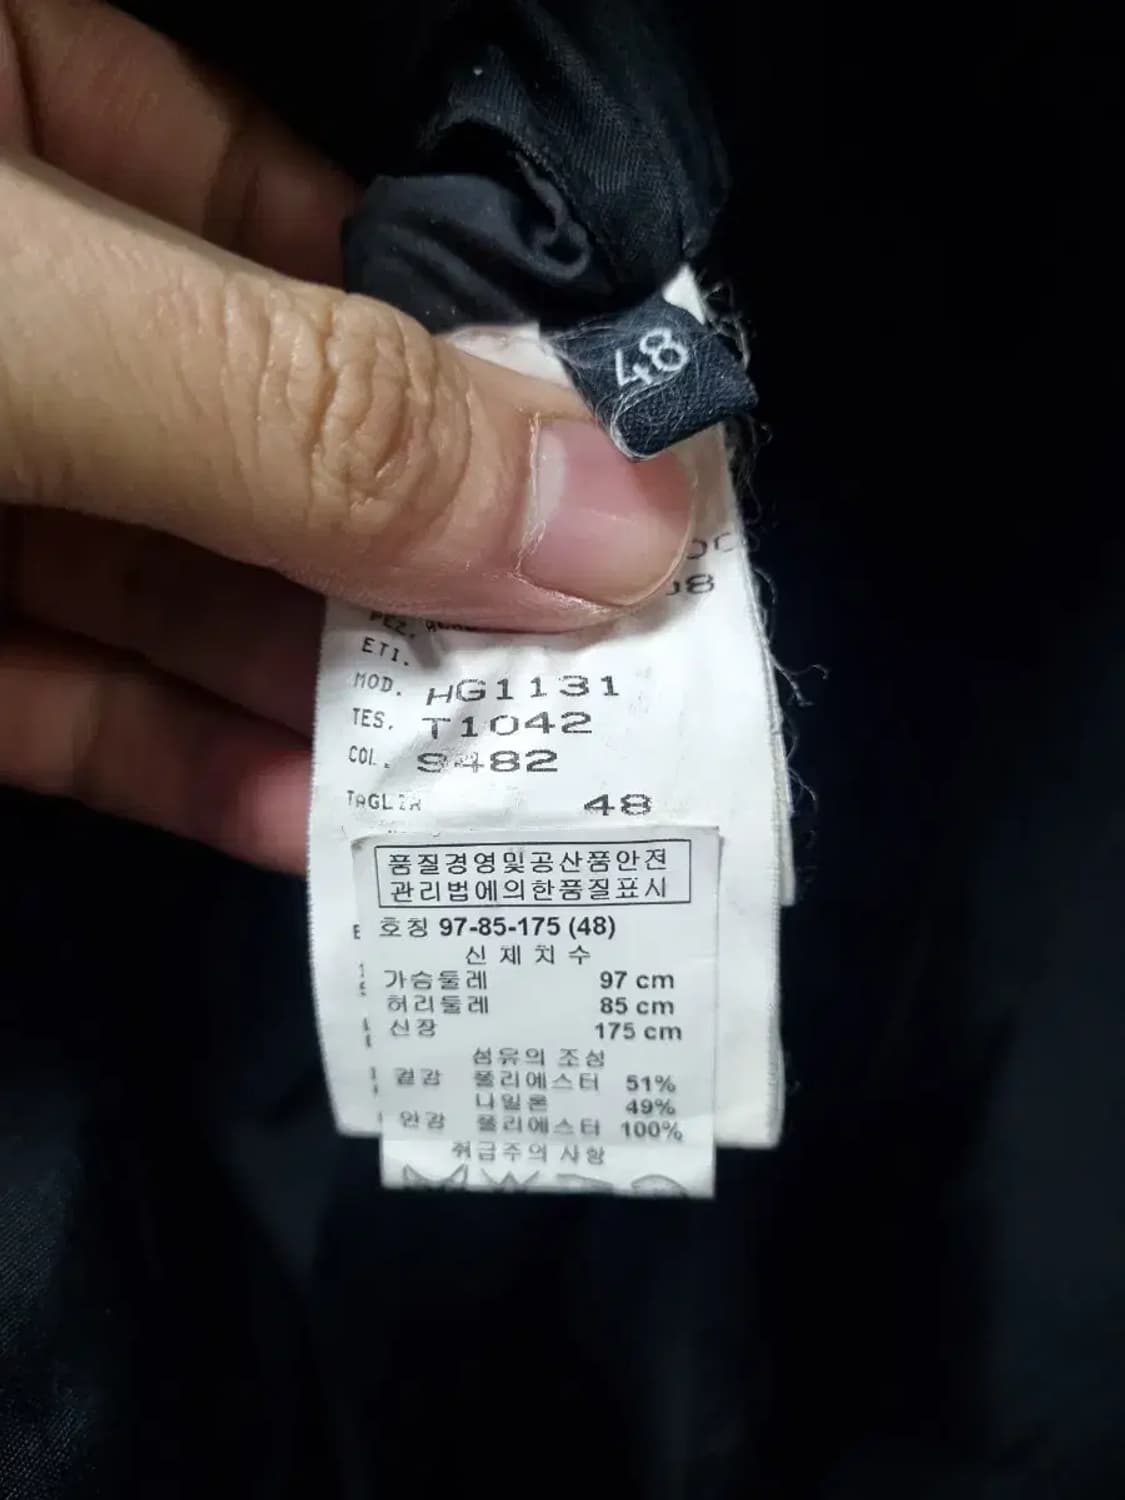 48
PEZ.
ETI.
MOD. HG1131
TES. T1042
COL. S482
TAGLIA 48
품질경영및공산품안전
관리법에의한품질표시
호칭 97-85-175 (48)
신체치수
가슴둘레 97 cm
허리둘레 85 cm
신장 175 cm
섬유의 조성
겉감 폴리에스터 51%
나일론 49%
안감 폴리에스터 100%
취급주의 사항